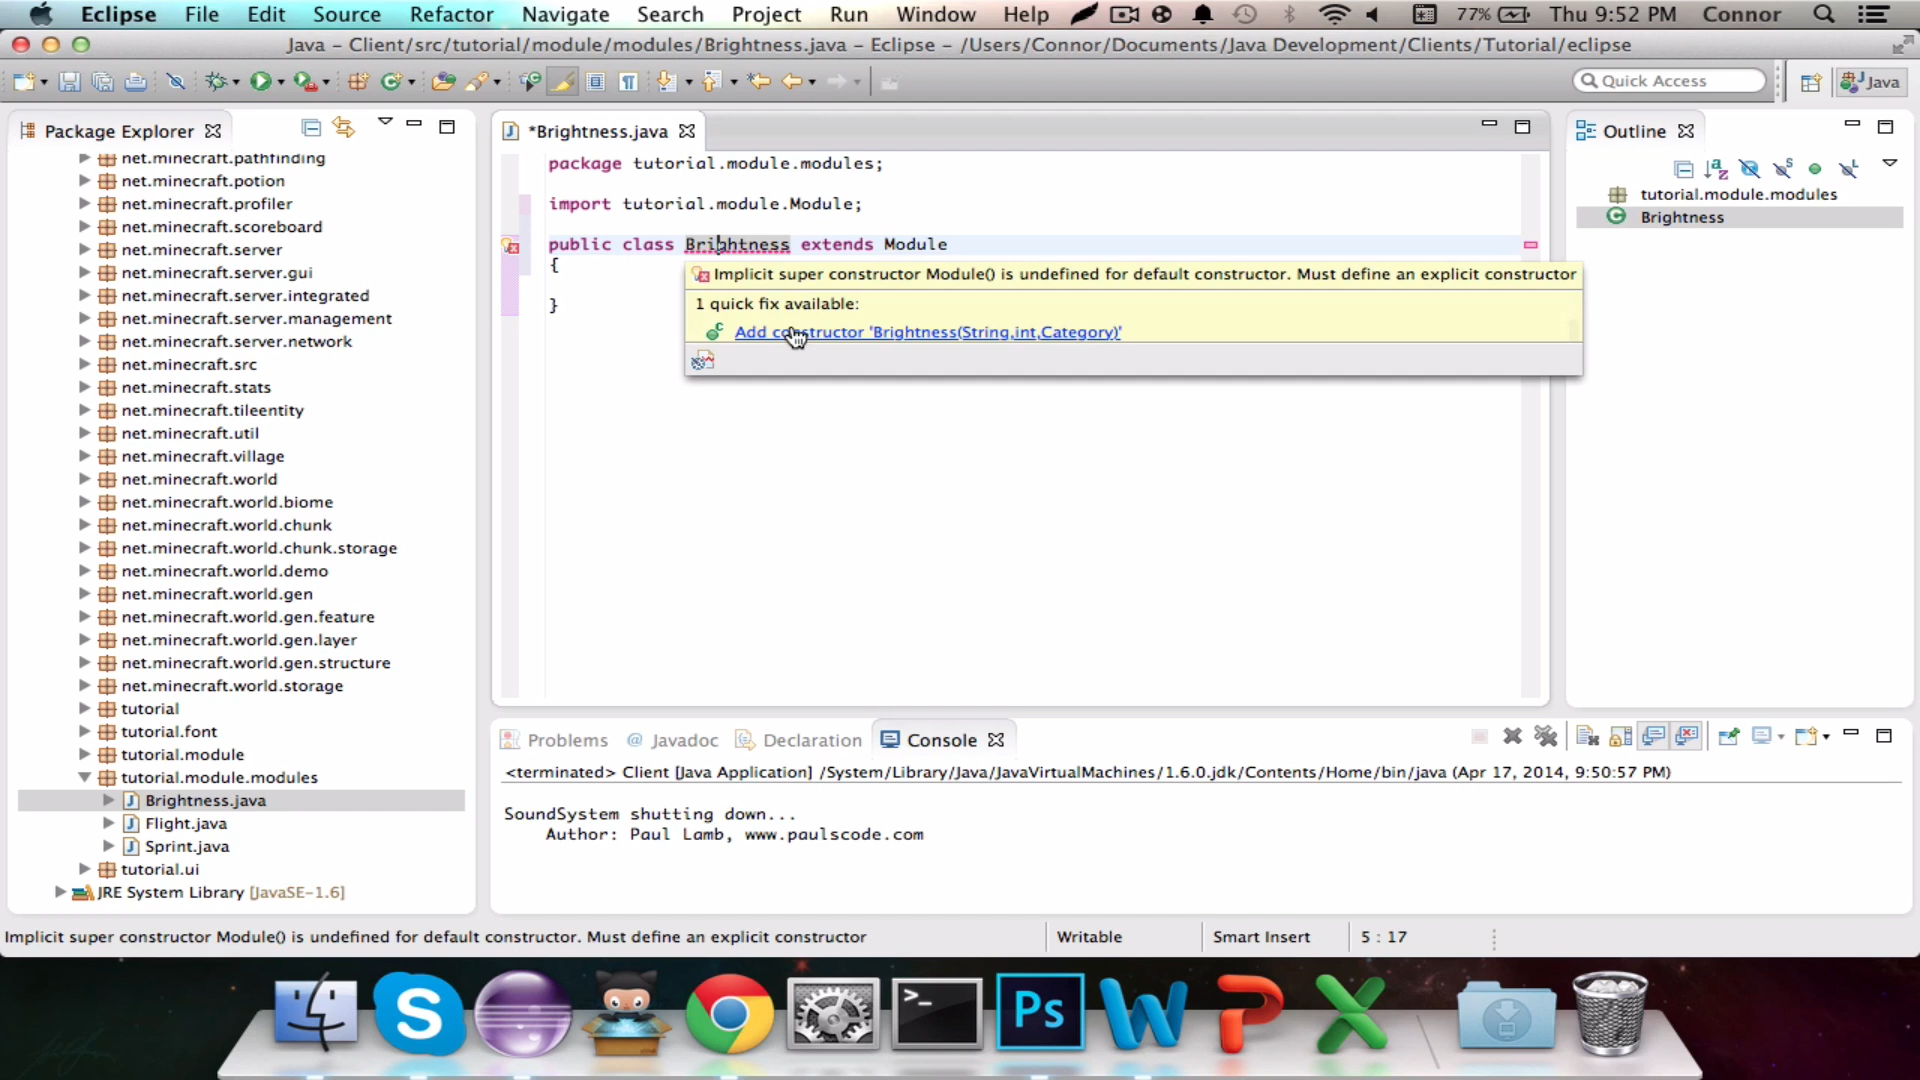 Eclipse File Edit Source Refactor Navigate Search Project Run Window Help 77% Thu 9:52 PM Connor
Java – Client/src/tutorial/module/modules/Brightness.java – Eclipse – /Users/Connor/Documents/Java Development/Clients/Tutorial/eclipse
Quick Access
Java
Package Explorer
net.minecraft.pathfinding
net.minecraft.potion
net.minecraft.profiler
net.minecraft.scoreboard
net.minecraft.server
net.minecraft.server.gui
net.minecraft.server.integrated
net.minecraft.server.management
net.minecraft.server.network
net.minecraft.src
net.minecraft.stats
net.minecraft.tileentity
net.minecraft.util
net.minecraft.village
net.minecraft.world
net.minecraft.world.biome
net.minecraft.world.chunk
net.minecraft.world.chunk.storage
net.minecraft.world.demo
net.minecraft.world.gen
net.minecraft.world.gen.feature
net.minecraft.world.gen.layer
net.minecraft.world.gen.structure
net.minecraft.world.storage
tutorial
tutorial.font
tutorial.module
tutorial.module.modules
Brightness.java
Flight.java
Sprint.java
tutorial.ui
JRE System Library [JavaSE-1.6]
*Brightness.java
package tutorial.module.modules;
import tutorial.module.Module;
public class Brightness extends Module
{
}
Implicit super constructor Module() is undefined for default constructor. Must define an explicit constructor
1 quick fix available:
Add constructor 'Brightness(String,int,Category)'
Outline
tutorial.module.modules
Brightness
Problems @ Javadoc Declaration Console
<terminated> Client [Java Application] /System/Library/Java/JavaVirtualMachines/1.6.0.jdk/Contents/Home/bin/java (Apr 17, 2014, 9:50:57 PM)
SoundSystem shutting down...
Author: Paul Lamb, www.paulscode.com
Implicit super constructor Module() is undefined for default constructor. Must define an explicit constructor
Writable
Smart Insert
5 : 17
S
>_
Ps
W
P
X